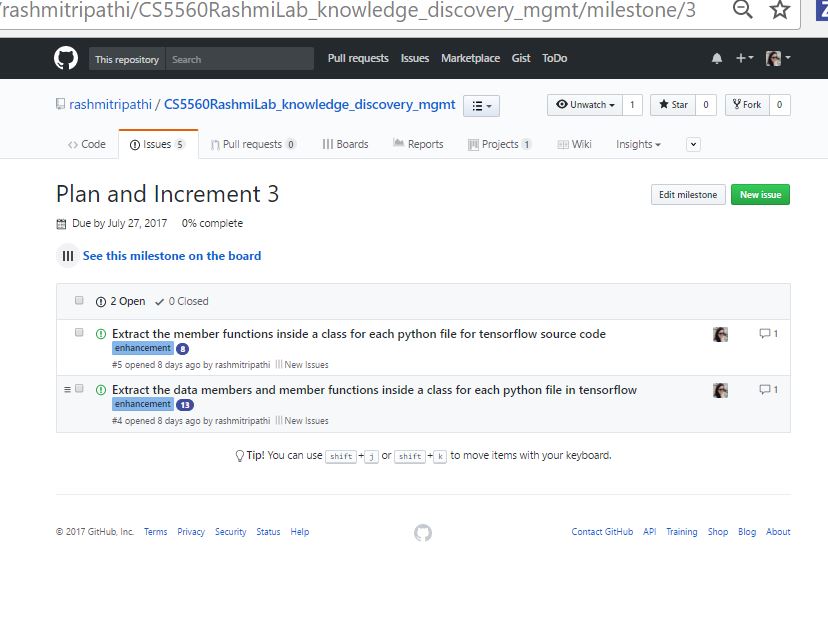 /rashmitripathi/CS5560RashmiLab_knowledge_discovery_mgmt/milestone/3
This repository Search Pull requests Issues Marketplace Gist ToDo
rashmitripathi / CS5560RashmiLab_knowledge_discovery_mgmt Unwatch 1 Star 0 Fork 0
Code Issues 5 Pull requests 0 Boards Reports Projects 1 Wiki Insights
Plan and Increment 3 Edit milestone New issue
Due by July 27, 2017 0% complete
See this milestone on the board
2 Open 0 Closed
Extract the member functions inside a class for each python file for tensorflow source code 1
enhancement 8
#5 opened 8 days ago by rashmitripathi New Issues
Extract the data members and member functions inside a class for each python file in tensorflow 1
enhancement 13
#4 opened 8 days ago by rashmitripathi New Issues
Tip! You can use shift + j or shift + k to move items with your keyboard.
© 2017 GitHub, Inc. Terms Privacy Security Status Help Contact GitHub API Training Shop Blog About